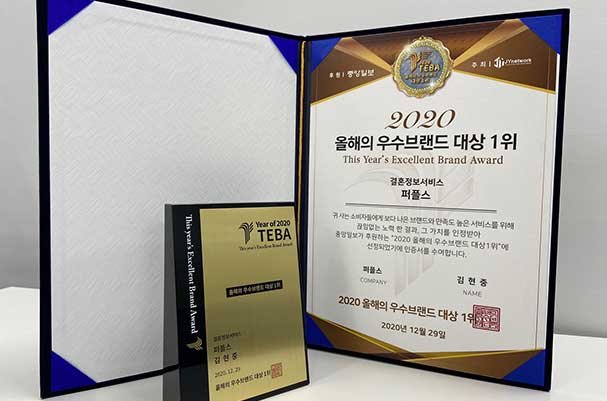 This year's Excellent Brand Award
Year of 2020
TEBA
This year's Excellent Brand Award
올해의 우수브랜드 대상 1위
결혼정보서비스
퍼플스
김 현 중
2020. 12. 29
올해의 우수브랜드 대상 1위
후 원 중앙일보
TEBA
주 최 JYnetwork
2020
올해의 우수브랜드 대상 1위
This Year's Excellent Brand Award
결혼정보서비스
퍼플스
귀 사는 소비자들에게 보다 나은 브랜드와 만족도 높은 서비스를 위해
끊임없는 노력 한 결과, 그 가치를 인정받아
중앙일보가 후원하는 "2020 올해의 우수브랜드 대상1위"에
선정되었기에 인증서를 수여합니다.
퍼플스
COMPANY
김 현 중
NAME
2020 올해의 우수브랜드 대상 1위
2020년 12월 29일